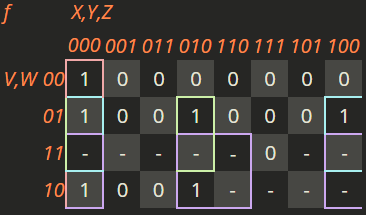 f X,Y,Z
000 001 011 010 110 111 101 100
V,W 00 1 0 0 0 0 0 0 0
01 1 0 0 1 0 0 0 1
11 - - - - - 0 - -
10 1 0 0 1 - - - -